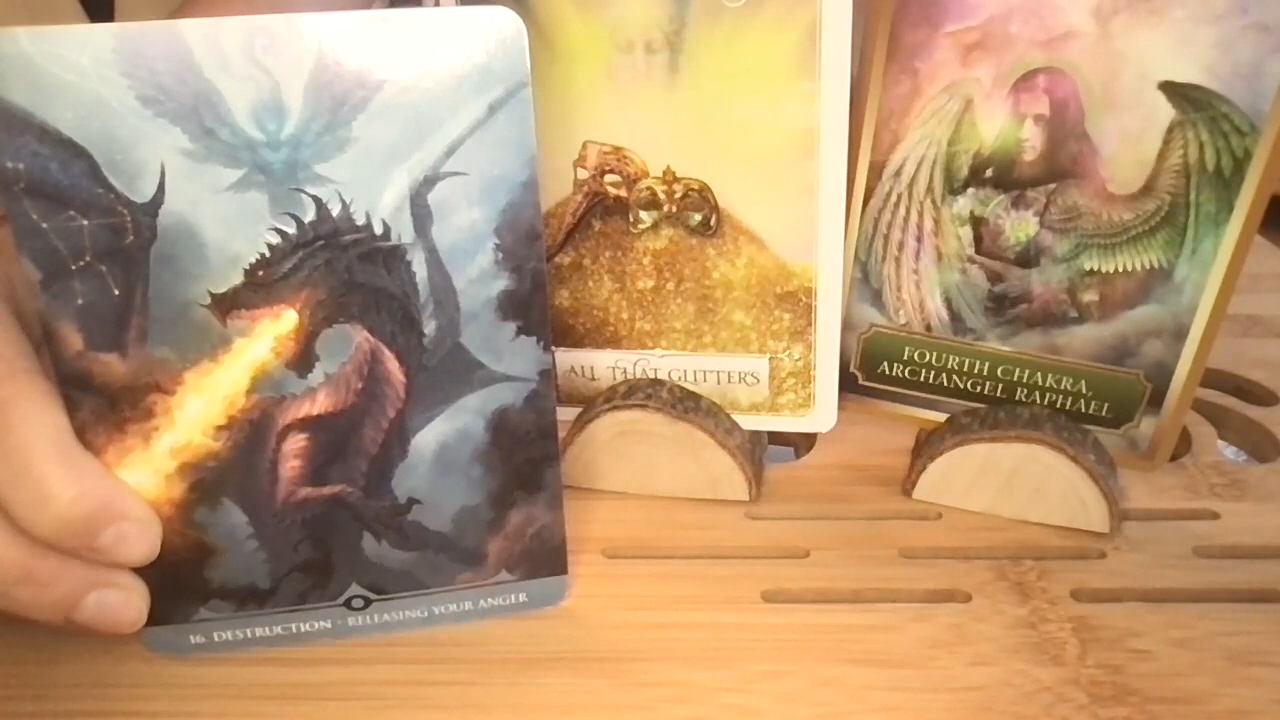 16. DESTRUCTION • RELEASING YOUR ANGER
ALL THAT GLITTERS
FOURTH CHAKRA,
ARCHANGEL RAPHAEL